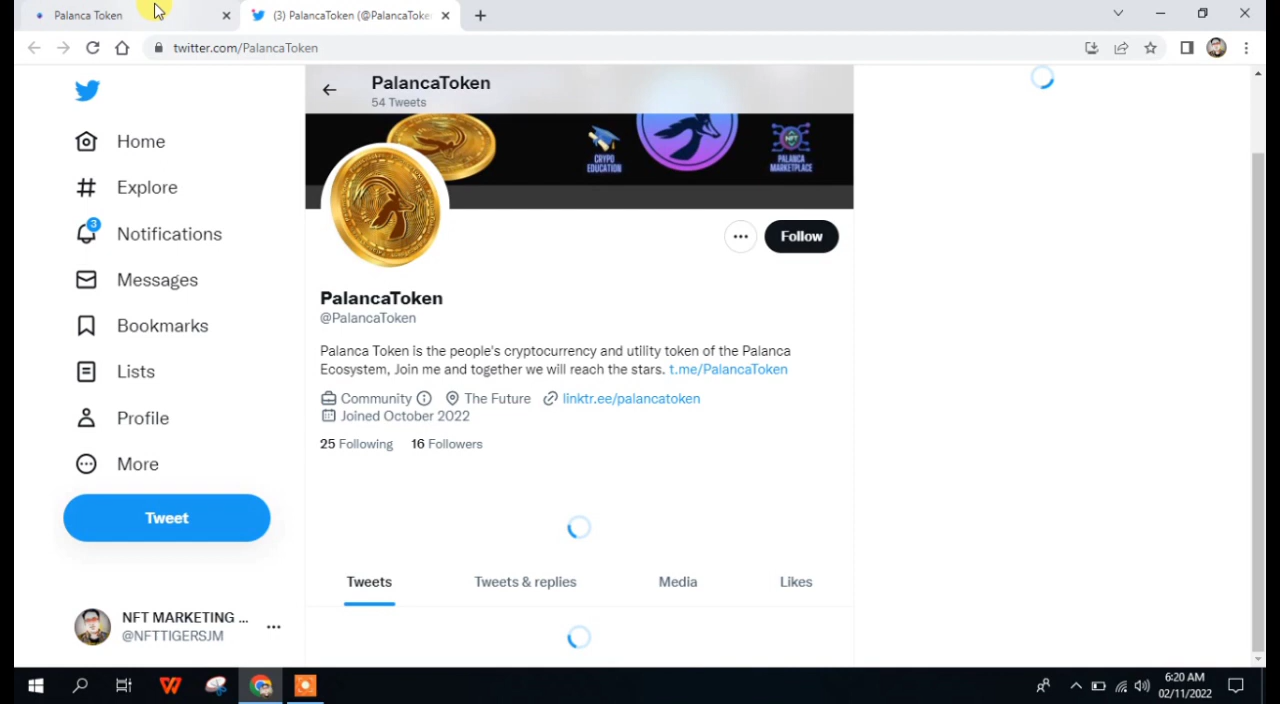 Palanca Token
(3) PalancaToken (@PalancaToke
twitter.com/PalancaToken
PalancaToken
54 Tweets
Home
Explore
3
Notifications
Messages
Bookmarks
Lists
Profile
More
Tweet
CRYPO
EDUCATION
NFT
PALANCA
MARKETPLACE
Follow
PalancaToken
@PalancaToken
Palanca Token is the people's cryptocurrency and utility token of the Palanca
Ecosystem, Join me and together we will reach the stars. t.me/PalancaToken
Community The Future linktr.ee/palancatoken
Joined October 2022
25 Following 16 Followers
Tweets Tweets & replies Media Likes
NFT MARKETING ...
@NFTTIGERSJM
6:20 AM
02/11/2022